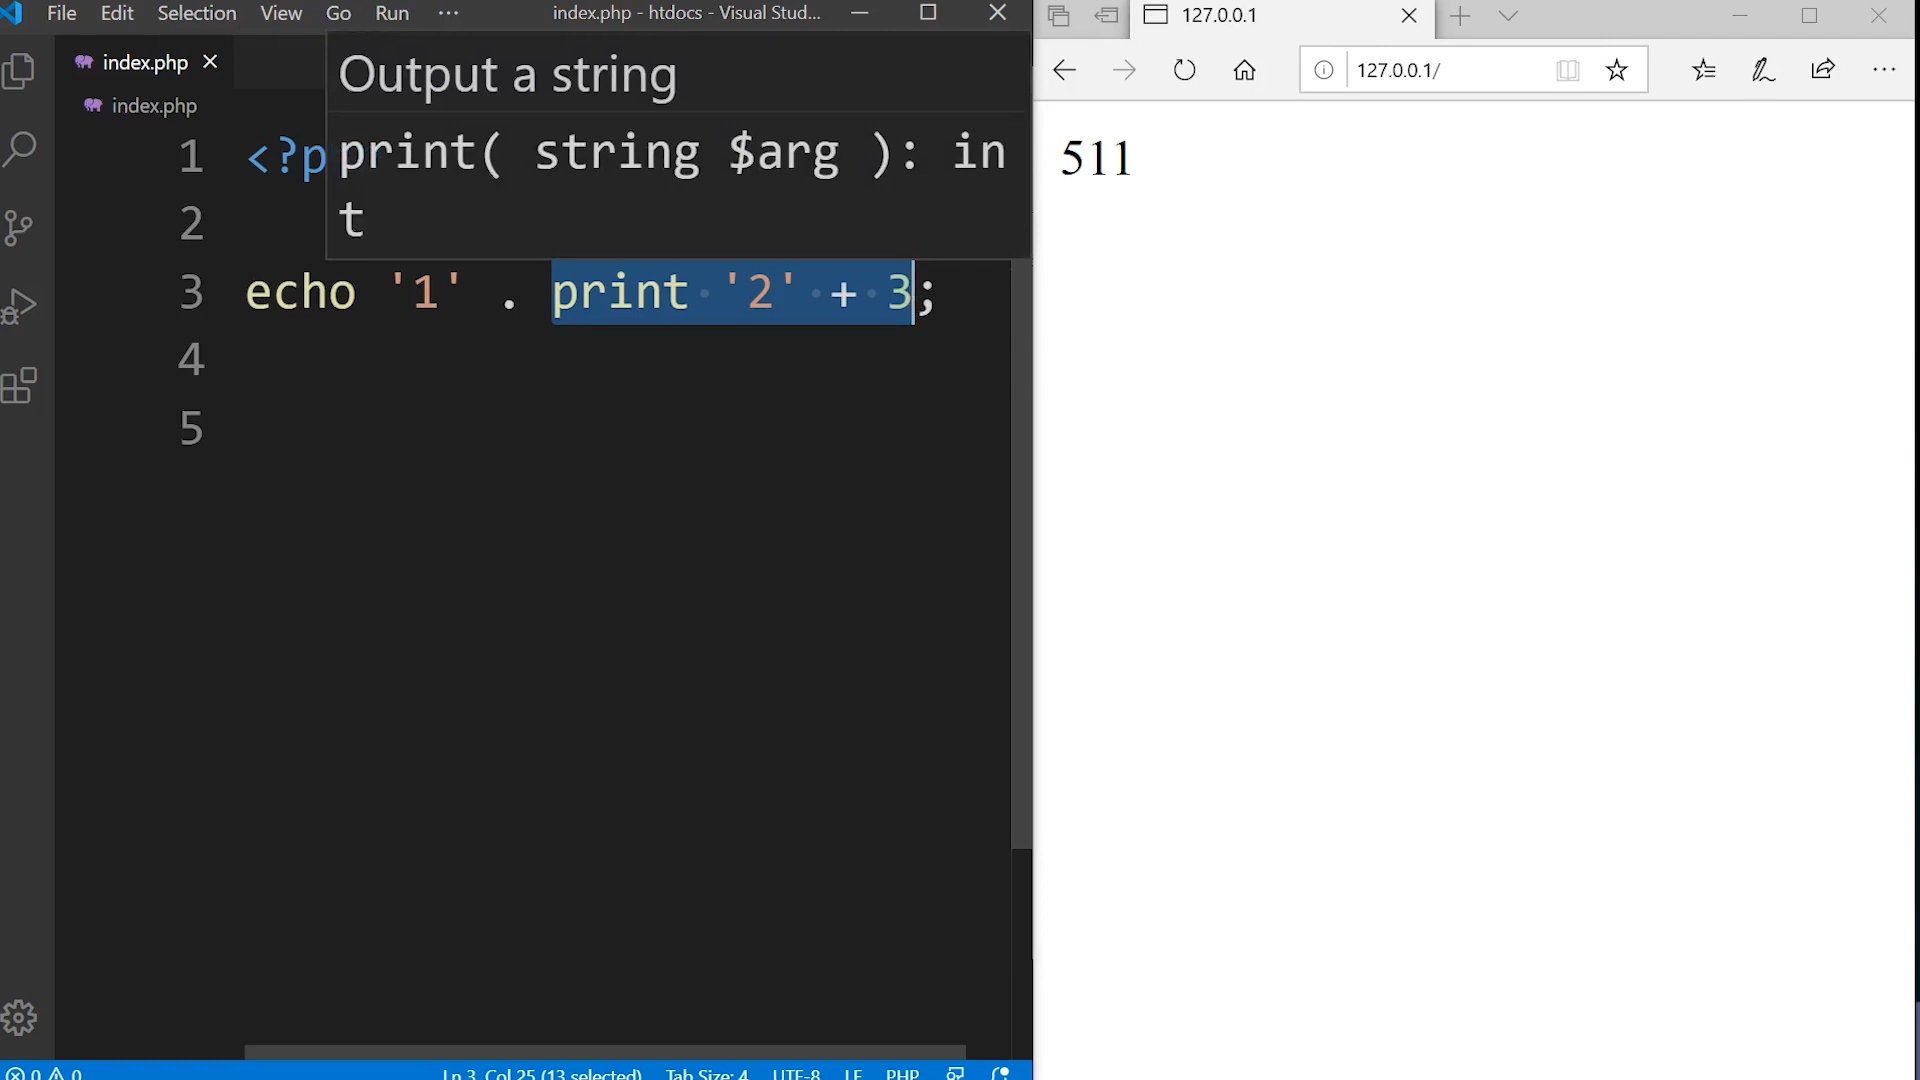 File Edit Selection View Go Run ··· index.php - htdocs - Visual Stud...
index.php
index.php
Output a string
print( string $arg ): in
t
1 <?p
2
3 echo '1' . print '2' + 3;
4
5
0 0 Ln 3, Col 25 (13 selected) Tab Size: 4 UTF-8 LF PHP
127.0.0.1
127.0.0.1/
511